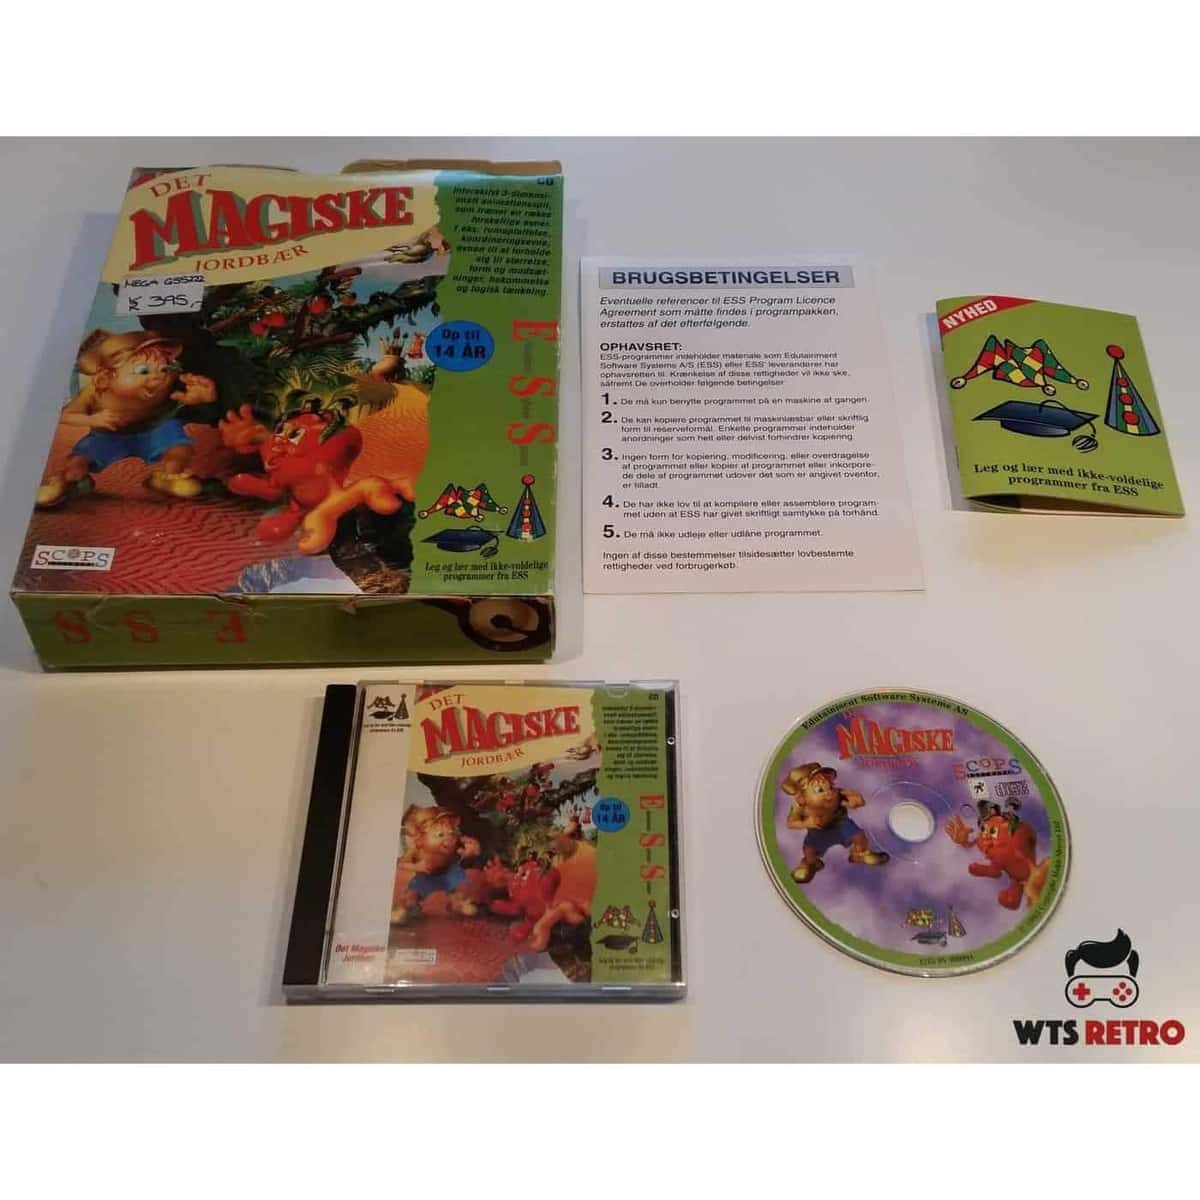 DET
MAGISKE
JORDBÆR
MEGA GSS222
kr 395,-
CD
Interaktivt 3-dimensi-
onelt animationsspil,
som træner en række
forskellige evner,
f.eks. rumopfattelse,
koordineringsevne,
evnen til at forholde
sig til størrelse,
form og modsæt-
ninger, hukommelse
og logisk tænkning.
Op til
14 ÅR
E
S
S
Leg og lær med ikke-voldelige
programmer fra ESS
SCOPS
E S S
BRUGSBETINGELSER
Eventuelle referencer til ESS Program Licence
Agreement som måtte findes i programpakken,
erstattes af det efterfølgende.
OPHAVSRET:
ESS-programmer indeholder materiale som Edutainment
Software Systems A/S (ESS) eller ESS' leverandører har
ophavsretten til. Krænkelse af disse rettigheder vil ikke ske,
såfremt De overholder følgende betingelser:
1. De må kun benytte programmet på en maskine af gangen.
2. De kan kopiere programmet til maskinlæsbar eller skriftlig
form til reserveformål. Enkelte programmer indeholder
anordninger som helt eller delvist forhindrer kopiering.
3. Ingen form for kopiering, modificering, eller overdragelse
af programmet eller kopier af programmet eller inkorpore-
de dele af programmet udover det som er angivet ovenfor,
er tilladt.
4. De har ikke lov til at kompilere eller assemblere program-
met uden at ESS har givet skriftligt samtykke på forhånd.
5. De må ikke udleje eller udlåne programmet.
Ingen af disse bestemmelser tilsidesætter lovbestemte
rettigheder ved forbrugerkøb.
NYHED
Leg og lær med ikke-voldelige
programmer fra ESS
DET
MAGISKE
JORDBÆR
CD
Op til
14 ÅR
E
S
S
Det Magiske
Jordbær
Edutainment Software Systems AS
MAGISKE
JORDBÆR
SCOPS
disc
WTS RETRO